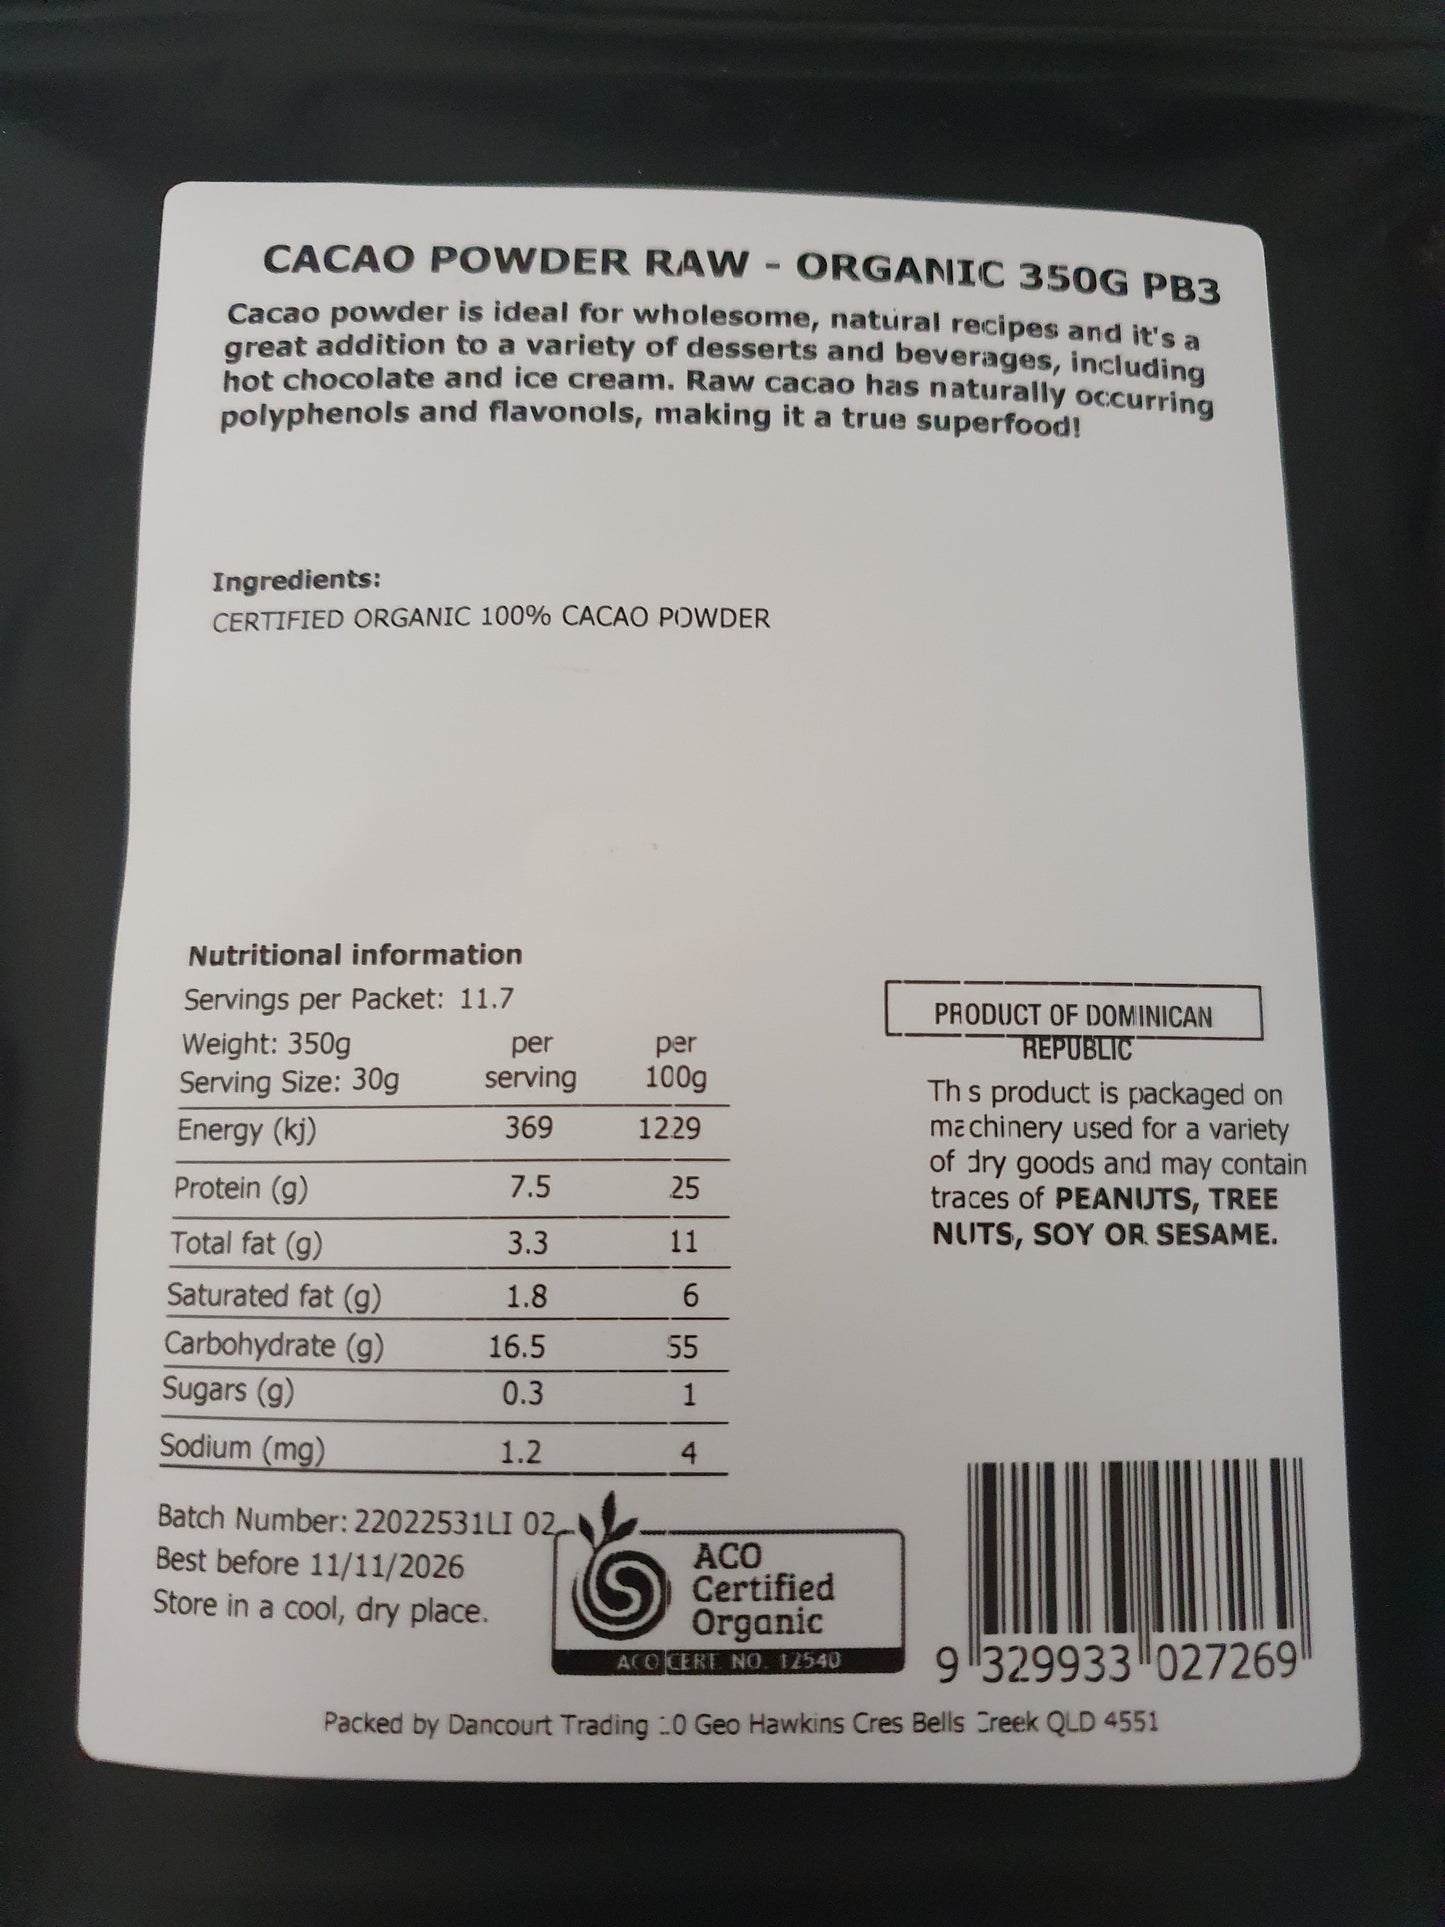 CACAO POWDER RAW - ORGANIC 350G PB3
Cacao powder is ideal for wholesome, natural recipes and it's a
great addition to a variety of desserts and beverages, including
hot chocolate and ice cream. Raw cacao has naturally occurring
polyphenols and flavonols, making it a true superfood!
Ingredients:
CERTIFIED ORGANIC 100% CACAO POWDER
Nutritional information
Servings per Packet: 11.7
Weight: 350g per per
Serving Size: 30g serving 100g
Energy (kj) 369 1229
Protein (g) 7.5 25
Total fat (g) 3.3 11
Saturated fat (g) 1.8 6
Carbohydrate (g) 16.5 55
Sugars (g) 0.3 1
Sodium (mg) 1.2 4
PRODUCT OF DOMINICAN
REPUBLIC
This product is packaged on
machinery used for a variety
of dry goods and may contain
traces of PEANUTS, TREE
NUTS, SOY OR SESAME.
Batch Number: 22022531LI 02
Best before 11/11/2026
Store in a cool, dry place.
ACO
Certified
Organic
ACO CERT. NO. 12540
9 329933 027269
Packed by Dancourt Trading Geo Hawkins Cres Bells Creek QLD 4551